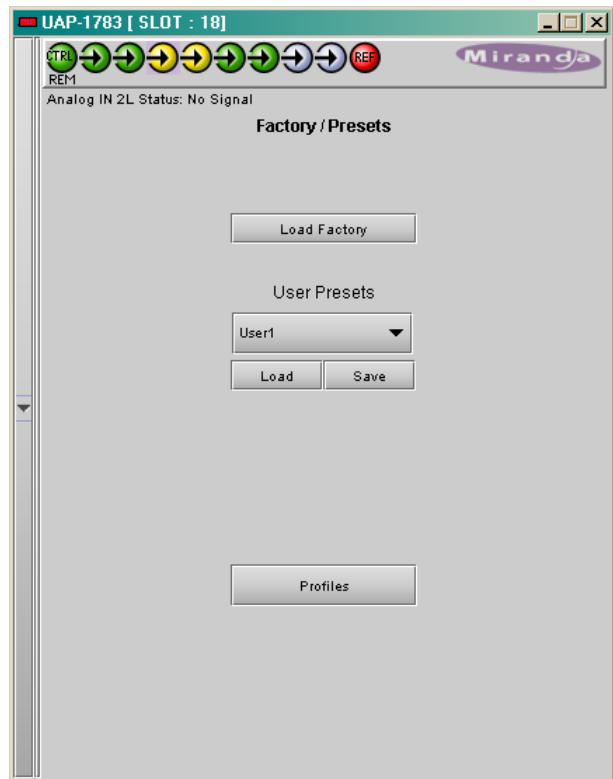 UAP-1783 [ SLOT : 18]
CTRL
REF
Miranda
REM
Analog IN 2L Status: No Signal
Factory / Presets
Load Factory
User Presets
User1
Load Save
Profiles